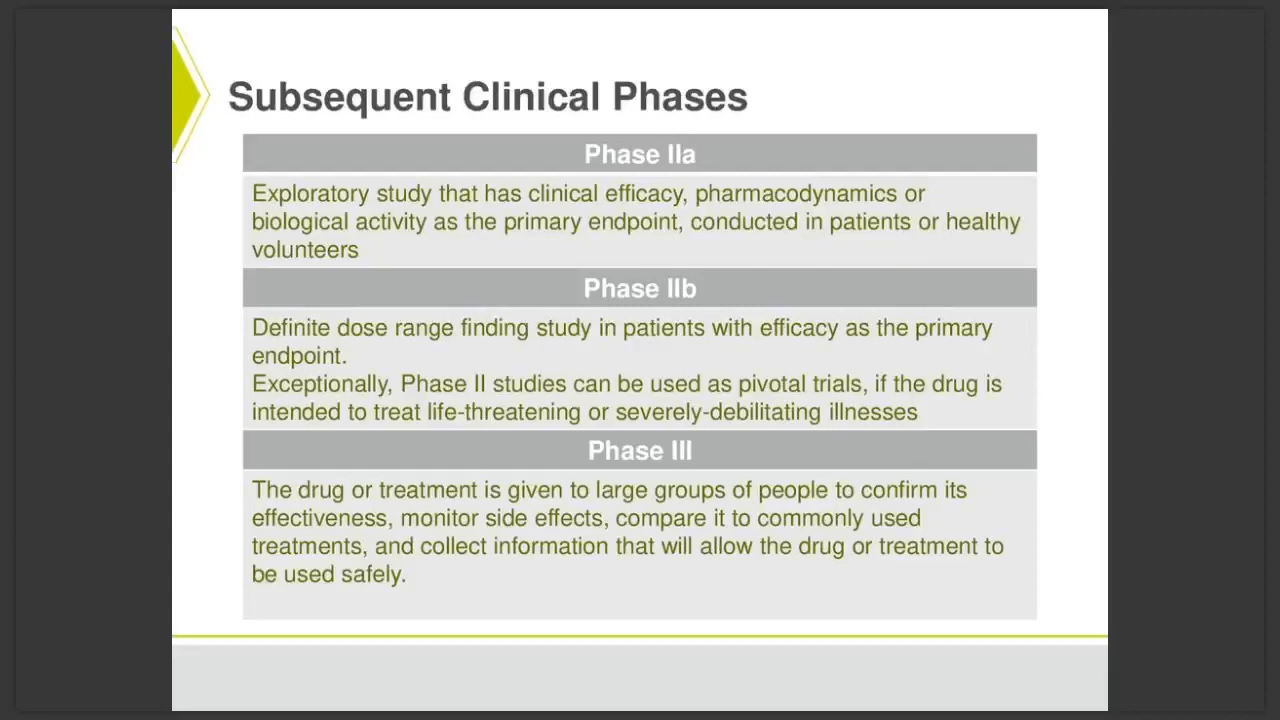 Subsequent Clinical Phases
Phase IIa
Exploratory study that has clinical efficacy, pharmacodynamics or
biological activity as the primary endpoint, conducted in patients or healthy
volunteers
Phase IIb
Definite dose range finding study in patients with efficacy as the primary
endpoint.
Exceptionally, Phase II studies can be used as pivotal trials, if the drug is
intended to treat life-threatening or severely-debilitating illnesses
Phase III
The drug or treatment is given to large groups of people to confirm its
effectiveness, monitor side effects, compare it to commonly used
treatments, and collect information that will allow the drug or treatment to
be used safely.